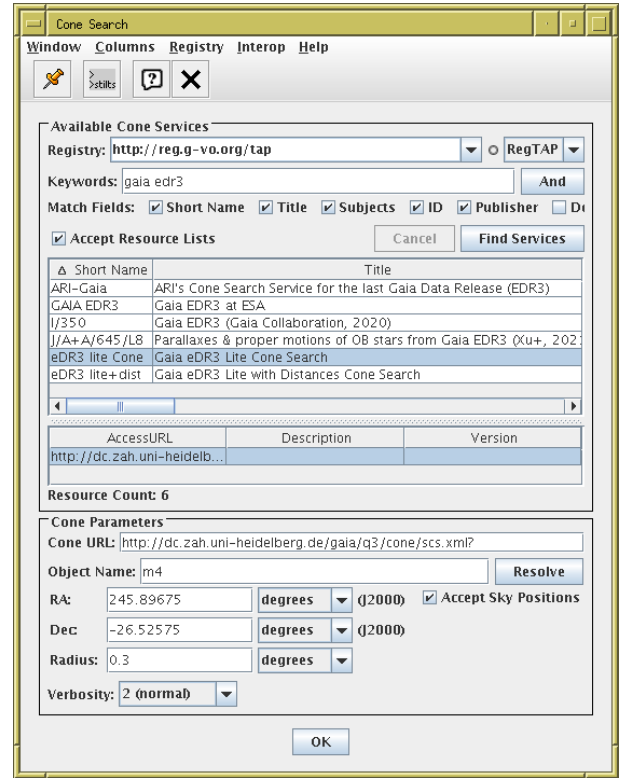 Cone Search
Window Columns Registry Interop Help
>stilts
Available Cone Services
Registry: http://reg.g-vo.org/tap RegTAP
Keywords: gaia edr3 And
Match Fields: Short Name Title Subjects ID Publisher
Accept Resource Lists Cancel Find Services
Short Name Title
ARI-Gaia ARI's Cone Search Service for the last Gaia Data Release (EDR3)
GAIA EDR3 Gaia EDR3 at ESA
I/350 Gaia EDR3 (Gaia Collaboration, 2020)
J/A+A/645/L8 Parallaxes & proper motions of OB stars from Gaia EDR3 (Xu+, 202
eDR3 lite Cone Gaia eDR3 Lite Cone Search
eDR3 lite+dist Gaia eDR3 Lite with Distances Cone Search
AccessURL Description Version
http://dc.zah.uni-heidelb...
Resource Count: 6
Cone Parameters
Cone URL: http://dc.zah.uni-heidelberg.de/gaia/q3/cone/scs.xml?
Object Name: m4 Resolve
RA: 245.89675 degrees (J2000) Accept Sky Positions
Dec: -26.52575 degrees (J2000)
Radius: 0.3 degrees
Verbosity: 2 (normal)
OK